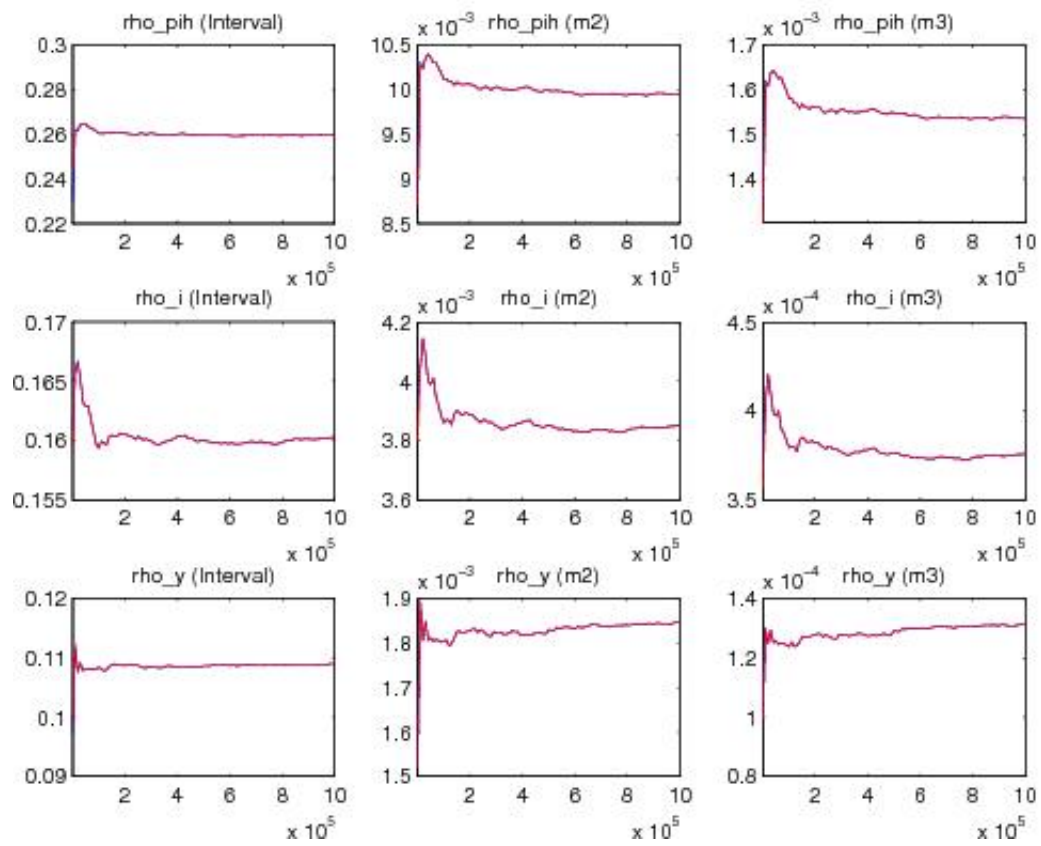 rho_pih (Interval)
0.3
0.28
0.26
0.24
0.22
2 4 6 8 10
x 10^5
x 10^-3 rho_pih (m2)
10.5
10
9.5
9
8.5
2 4 6 8 10
x 10^5
x 10^-3 rho_pih (m3)
1.7
1.6
1.5
1.4
2 4 6 8 10
x 10^5
rho_i (Interval)
0.17
0.165
0.16
0.155
2 4 6 8 10
x 10^5
x 10^-3 rho_i (m2)
4.2
4
3.8
3.6
2 4 6 8 10
x 10^5
x 10^-4 rho_i (m3)
4.5
4
3.5
2 4 6 8 10
x 10^5
rho_y (Interval)
0.12
0.11
0.1
0.09
2 4 6 8 10
x 10^5
x 10^-3 rho_y (m2)
1.9
1.8
1.7
1.6
1.5
2 4 6 8 10
x 10^5
x 10^-4 rho_y (m3)
1.4
1.2
1
0.8
2 4 6 8 10
x 10^5